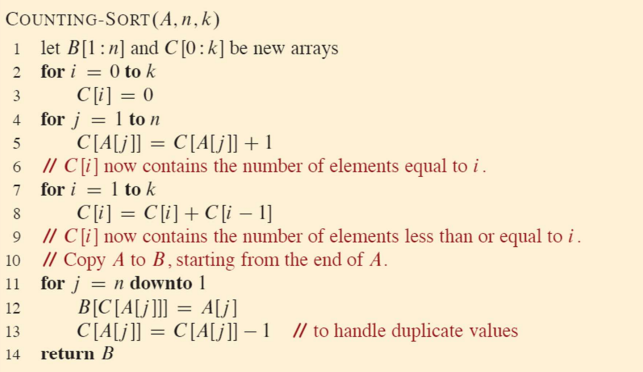 COUNTING-SORT(A, n, k)
1 let B[1:n] and C[0:k] be new arrays
2 for i = 0 to k
3 C[i] = 0
4 for j = 1 to n
5 C[A[j]] = C[A[j]] + 1
6 // C[i] now contains the number of elements equal to i.
7 for i = 1 to k
8 C[i] = C[i] + C[i − 1]
9 // C[i] now contains the number of elements less than or equal to i.
10 // Copy A to B, starting from the end of A.
11 for j = n downto 1
12 B[C[A[j]]] = A[j]
13 C[A[j]] = C[A[j]] − 1 // to handle duplicate values
14 return B